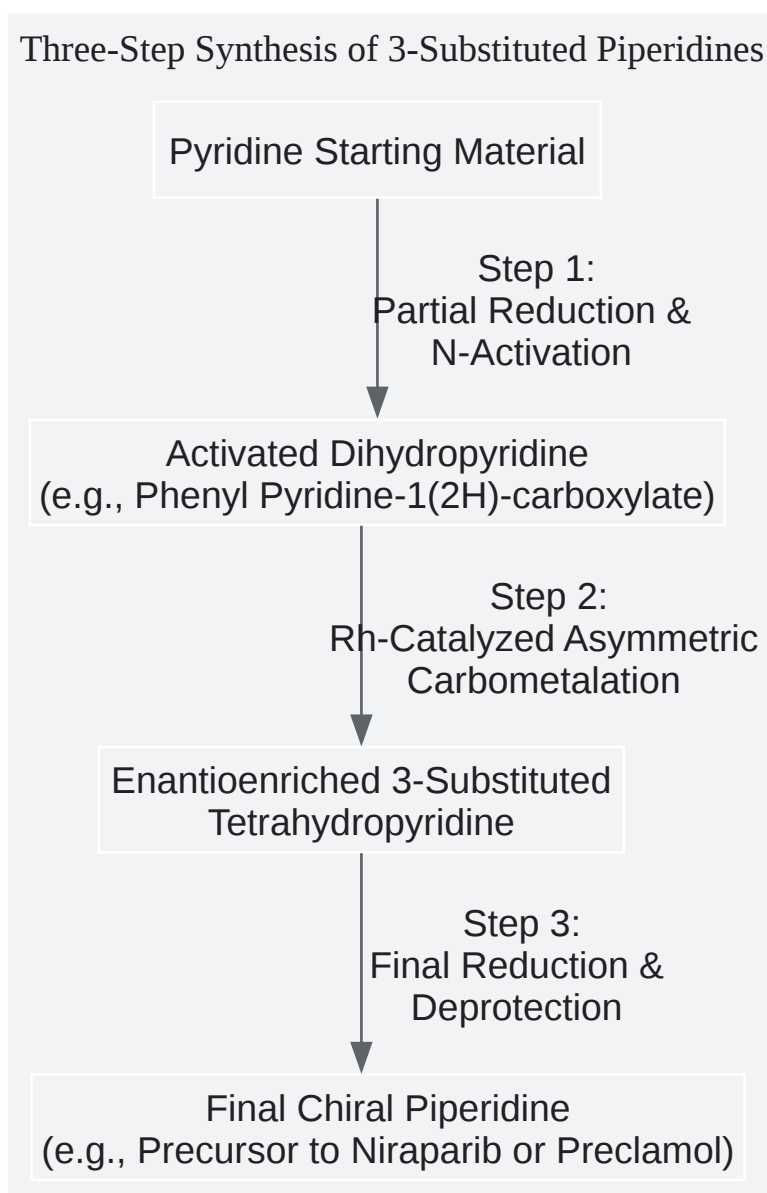 Three-Step Synthesis of 3-Substituted Piperidines
Pyridine Starting Material
Step 1:
Partial Reduction &
N-Activation
Activated Dihydropyridine
(e.g., Phenyl Pyridine-1(2H)-carboxylate)
Step 2:
Rh-Catalyzed Asymmetric
Carbometalation
Enantioenriched 3-Substituted
Tetrahydropyridine
Step 3:
Final Reduction &
Deprotection
Final Chiral Piperidine
(e.g., Precursor to Niraparib or Preclamol)